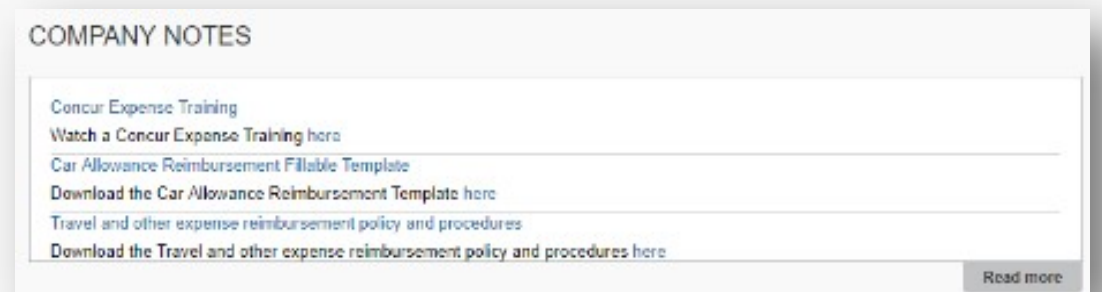 COMPANY NOTES
Concur Expense Training
Watch a Concur Expense Training here
Car Allowance Reimbursement Fillable Template
Download the Car Allowance Reimbursement Template here
Travel and other expense reimbursement policy and procedures
Download the Travel and other expense reimbursement policy and procedures here
Read more